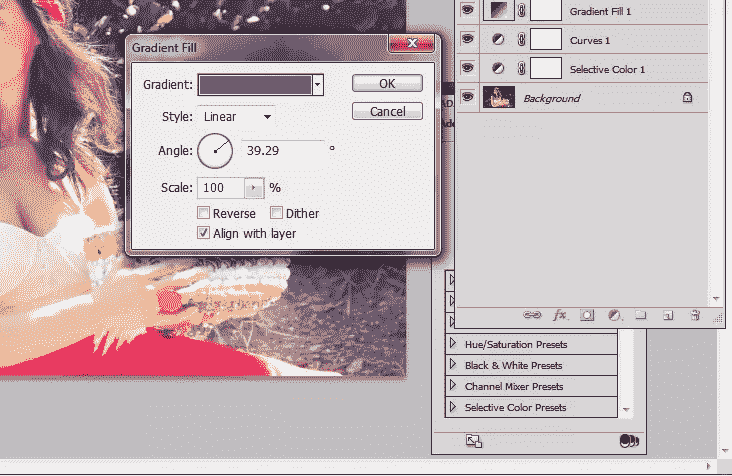 Gradient Fill
Gradient:
OK
Style: Linear
Cancel
Angle: 39.29 °
Scale: 100 %
Reverse Dither
Align with layer
Gradient Fill 1
Curves 1
Selective Color 1
Background
fx
Hue/Saturation Presets
Black & White Presets
Channel Mixer Presets
Selective Color Presets